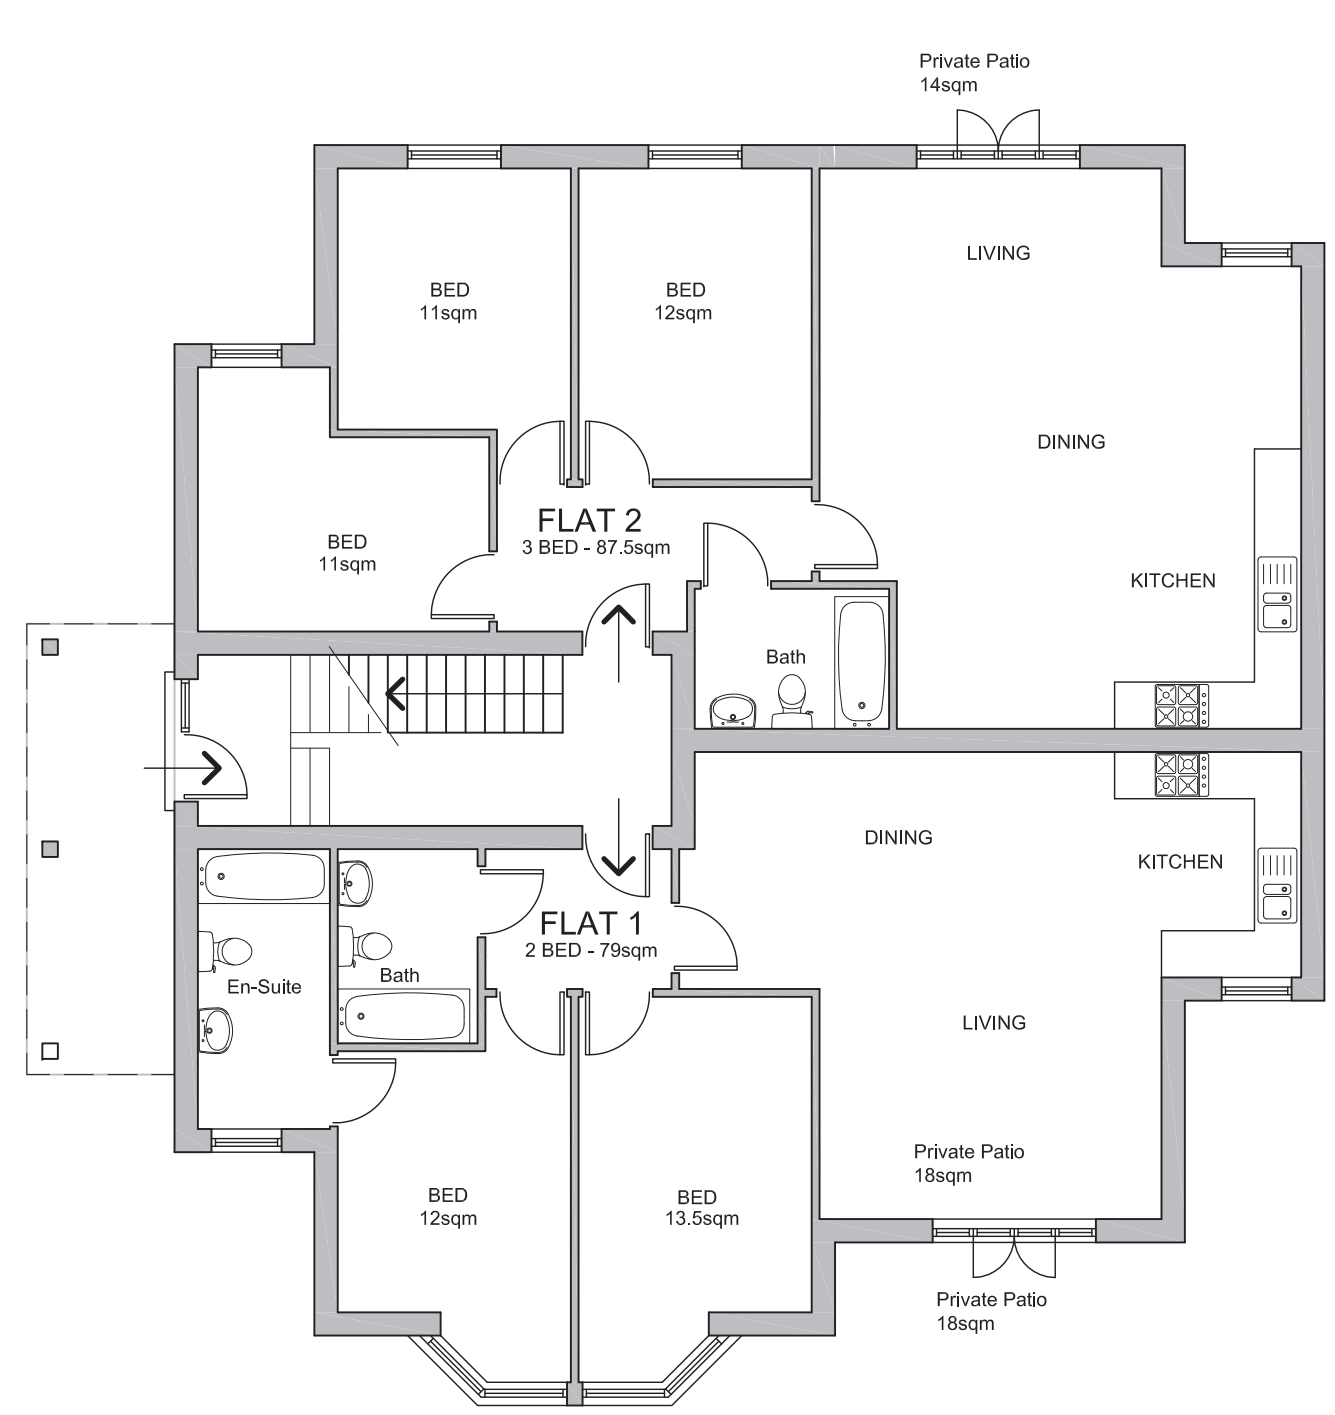 Private Patio
14sqm
LIVING
BED
11sqm
BED
12sqm
DINING
FLAT 2
3 BED - 87.5sqm
BED
11sqm
KITCHEN
Bath
DINING
KITCHEN
FLAT 1
2 BED - 79sqm
Bath
En-Suite
LIVING
Private Patio
18sqm
BED
12sqm
BED
13.5sqm
Private Patio
18sqm